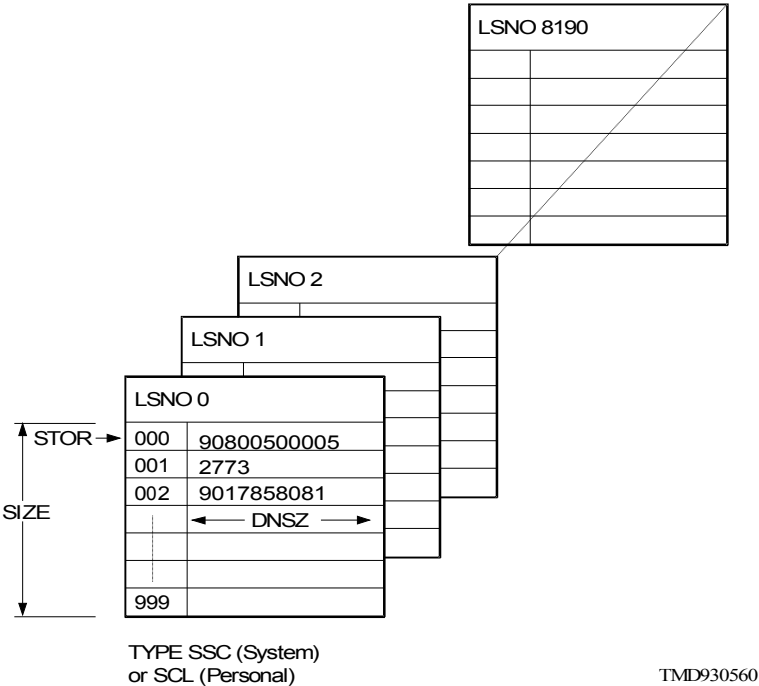 LSNO 8190
LSNO 2
LSNO 1
LSNO 0
STOR
000 90800500005
001 2773
002 9017858081
SIZE
DNSZ
999
TYPE SSC (System)
or SCL (Personal)
TMD930560